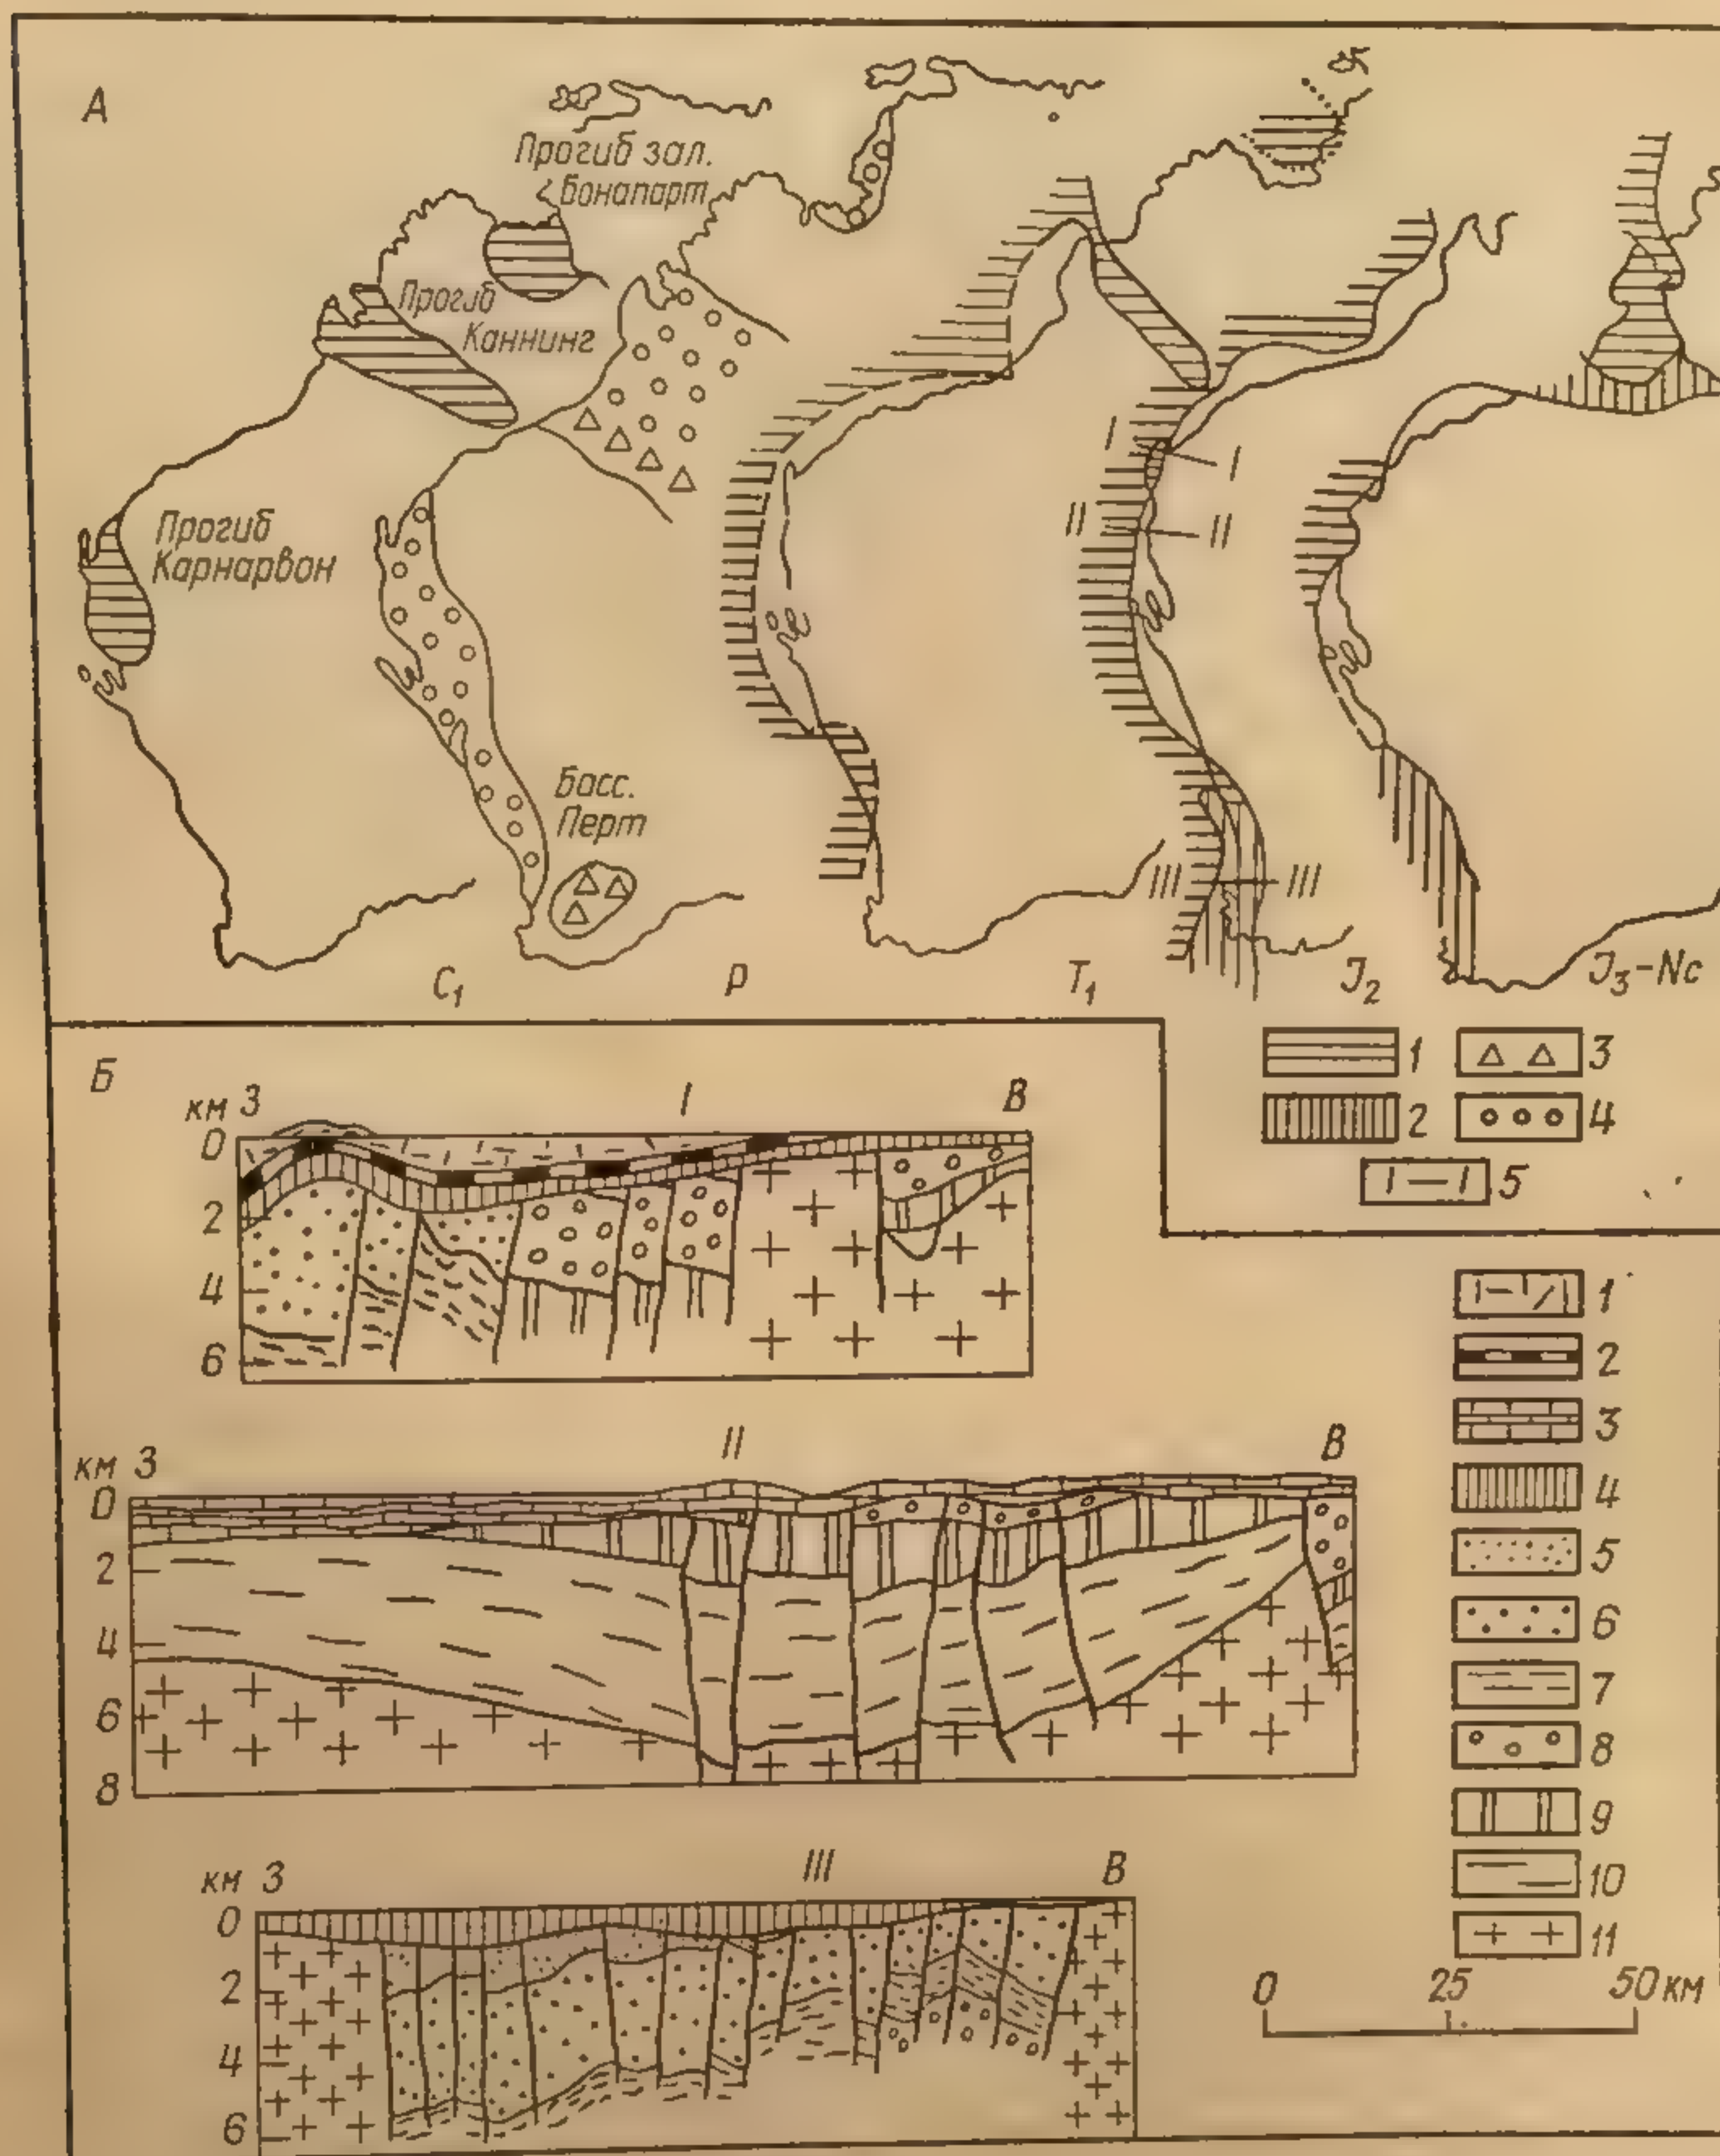 А
Прогиб зал.
Бонапарт
Прогиб
Каннинг
I
I
II
II
Прогиб
Карнарвон
Басс.
Перт
III
III
C₁
P
T₁
J₂
J₃-Nc
1
3
2
4
5
Б
км З
I
В
0
2
4
6
км З
II
В
0
2
4
6
8
км З
III
В
0
2
4
6
1
2
3
4
5
6
7
8
9
10
11
0
25
50 км